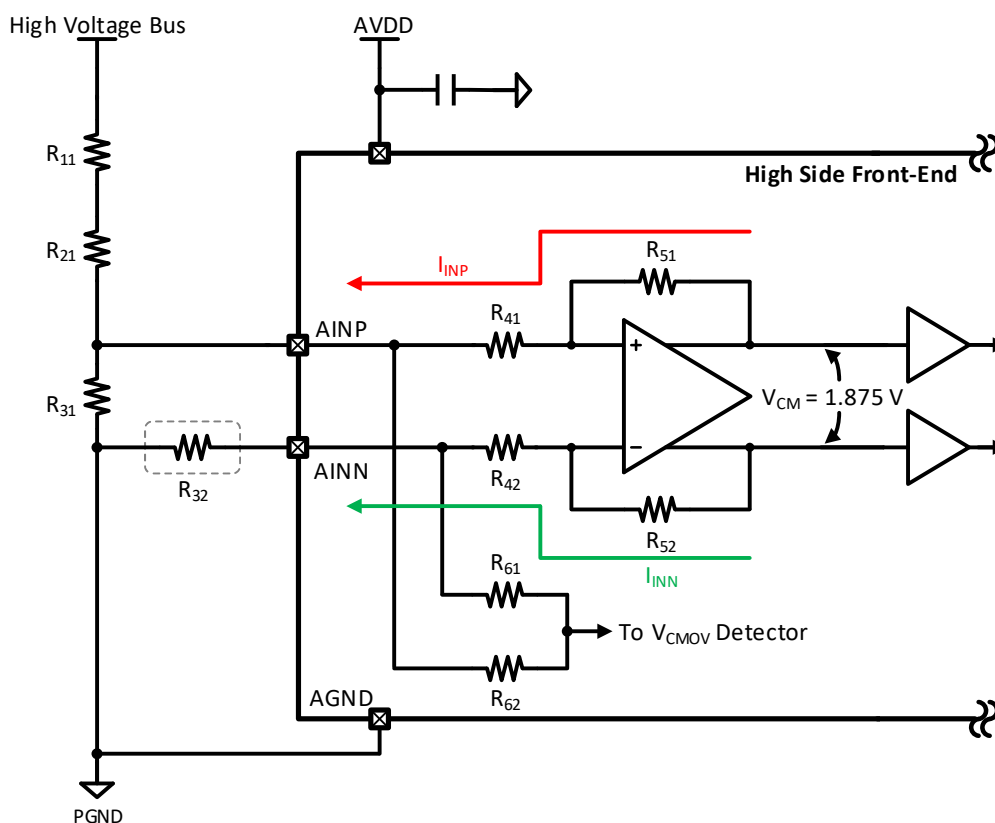 High Voltage Bus
AVDD
R11
High Side Front-End
R21
IINP
R51
AINP
R41
R31
VCM = 1.875 V
+
−
R32
AINN
R42
R52
R61
IINN
To VCMOV Detector
R62
AGND
PGND